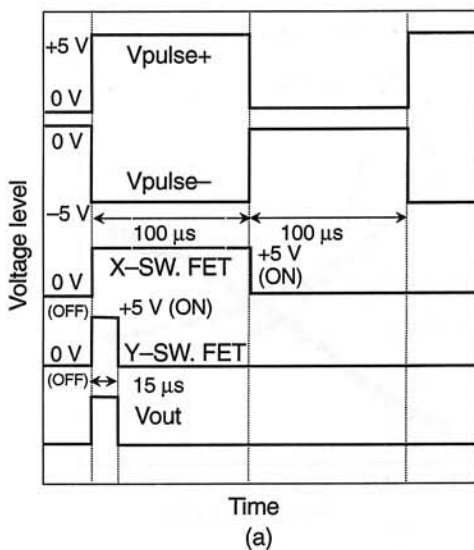 +5 V
Vpulse+
0 V
0 V
Vpulse–
–5 V
100 µs
100 µs
X–SW. FET
+5 V
(ON)
0 V
(OFF)
+5 V (ON)
0 V
Y–SW. FET
(OFF)
15 µs
Vout
Voltage level
Time
(a)